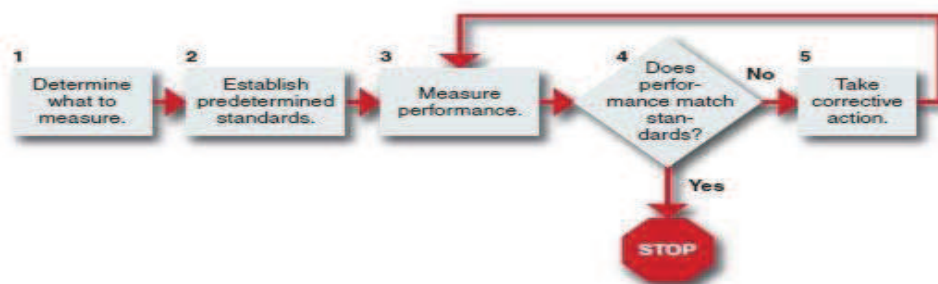 1
Determine
what to
measure.
2
Establish
predetermined
standards.
3
Measure
performance.
4
Does
perfor-
mance match
stan-
dards?
No
5
Take
corrective
action.
Yes
STOP